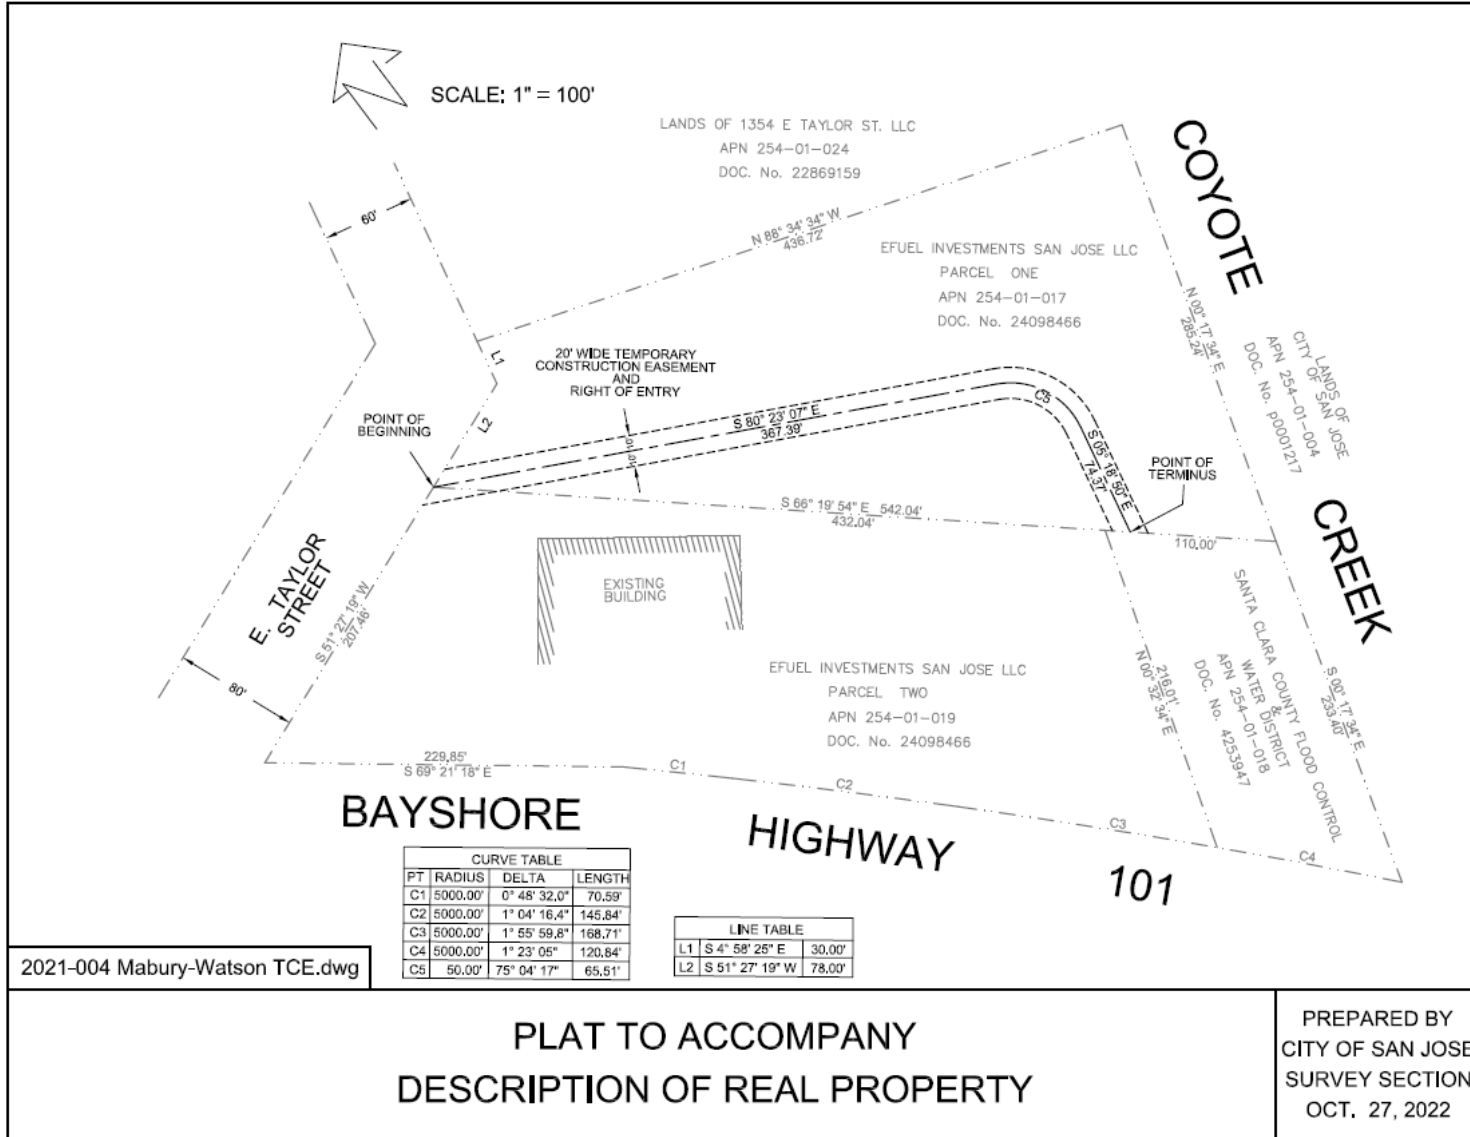 SCALE: 1" = 100'
LANDS OF 1354 E TAYLOR ST. LLC
APN 254-01-024
DOC. No. 22869159
60'
N 88° 34' 34" W
436.72'
EFUEL INVESTMENTS SAN JOSE LLC
PARCEL ONE
APN 254-01-017
DOC. No. 24098466
COYOTE
CREEK
N 00° 17' 34" E
285.24'
LANDS OF
CITY OF SAN JOSE
APN 254-01-004
DOC. No. p0001217
L1
L2
20' WIDE TEMPORARY
CONSTRUCTION EASEMENT
AND
RIGHT OF ENTRY
POINT OF
BEGINNING
10'
10'
S 80° 23' 07" E
367.39'
C5
S 05° 18' 50" E
74.37'
POINT OF
TERMINUS
S 66° 19' 54" E 542.04'
432.04'
110.00'
EXISTING
BUILDING
E. TAYLOR
STREET
S 51° 27' 19" W
207.46'
80'
EFUEL INVESTMENTS SAN JOSE LLC
PARCEL TWO
APN 254-01-019
DOC. No. 24098466
216.01'
N 00° 32' 34" E
SANTA CLARA COUNTY FLOOD CONTROL
&
WATER DISTRICT
APN 254-01-018
DOC. No. 4253947
S 00° 17' 34" E
233.40'
229.85'
S 69° 21' 18" E
C1
C2
C3
C4
BAYSHORE
HIGHWAY
101
CURVE TABLE
PT RADIUS DELTA LENGTH
C1 5000.00' 0° 48' 32.0" 70.59'
C2 5000.00' 1° 04' 16.4" 145.84'
C3 5000.00' 1° 55' 59.8" 168.71'
C4 5000.00' 1° 23' 05" 120.84'
C5 50.00' 75° 04' 17" 65.51'
LINE TABLE
L1 S 4° 58' 25" E 30.00'
L2 S 51° 27' 19" W 78.00'
2021-004 Mabury-Watson TCE.dwg
PLAT TO ACCOMPANY
DESCRIPTION OF REAL PROPERTY
PREPARED BY
CITY OF SAN JOSE
SURVEY SECTION
OCT. 27, 2022